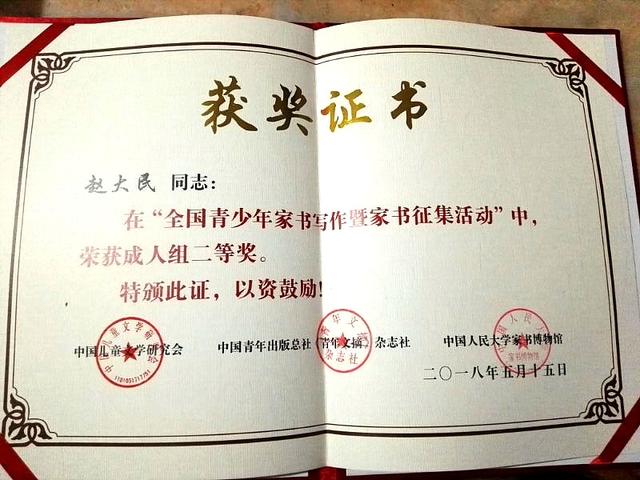 获奖证书
赵大民 同志：
在“全国青少年家书写作暨家书征集活动”中，
荣获成人组二等奖。
特颁此证，以资鼓励！
中国儿童文学研究会 中国青年出版总社《青年文摘》杂志社 中国人民大学家书博物馆
二〇一八年五月十五日